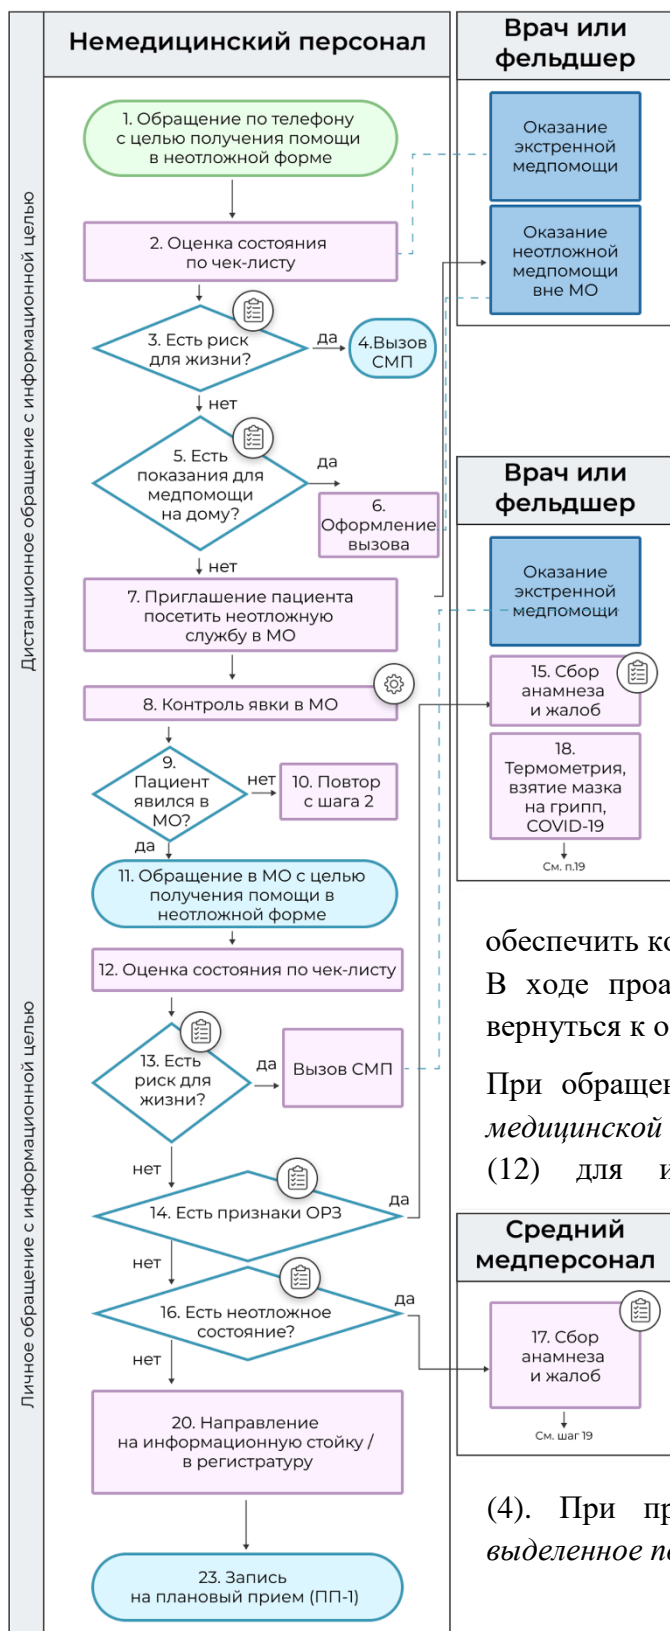 Немедицинский персонал
Врач или
фельдшер
Дистанционное обращение с информационной целью
1. Обращение по телефону
с целью получения помощи
в неотложной форме
Оказание
экстренной
медпомощи
2. Оценка состояния
по чек-листу
Оказание
неотложной
медпомощи
вне МО
3. Есть риск
для жизни?
да
4.Вызов
СМП
нет
5. Есть
показания для
медпомощи
на дому?
да
6.
Оформление
вызова
нет
Врач или
фельдшер
7. Приглашение пациента
посетить неотложную
службу в МО
Оказание
экстренной
медпомощи
8. Контроль явки в МО
15. Сбор
анамнеза
и жалоб
9.
Пациент
явился в
МО?
нет
10. Повтор
с шага 2
да
18.
Термометрия,
взятие мазка
на грипп,
COVID-19
См. п.19
Личное обращение с информационной целью
11. Обращение в МО с целью
получения помощи в
неотложной форме
12. Оценка состояния по чек-листу
обеспечить ко
В ходе проа
вернуться к о
13. Есть
риск для
жизни?
да
Вызов СМП
нет
При обращен
медицинской
(12) для и
14. Есть признаки ОРЗ
да
нет
Средний
медперсонал
16. Есть неотложное
состояние?
да
нет
17. Сбор
анамнеза
и жалоб
См. шаг 19
20. Направление
на информационную стойку /
в регистратуру
(4). При пр
выделенное по
23. Запись
на плановый прием (ПП-1)